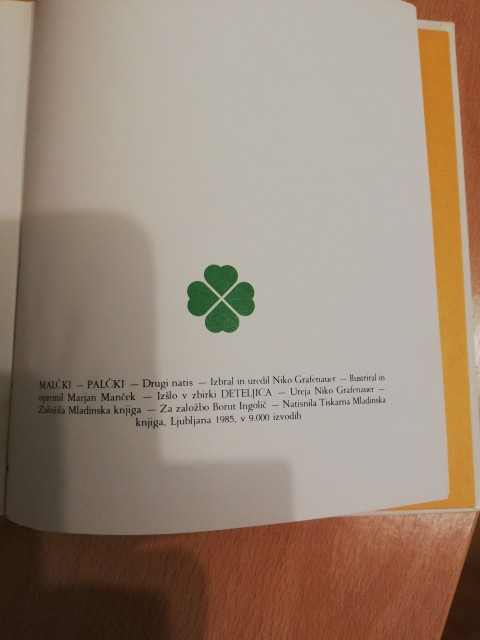 MALČKI — PALČKI — Drugi natis — Izbral in uredil Niko Grafenauer — Ilustriral in
opremil Marjan Manček — Izšlo v zbirki DETELJICA — Ureja Niko Grafenauer —
Založila Mladinska knjiga — Za založbo Borut Ingolič — Natisnila Tiskarna Mladinska
knjiga, Ljubljana 1985, v 9.000 izvodih